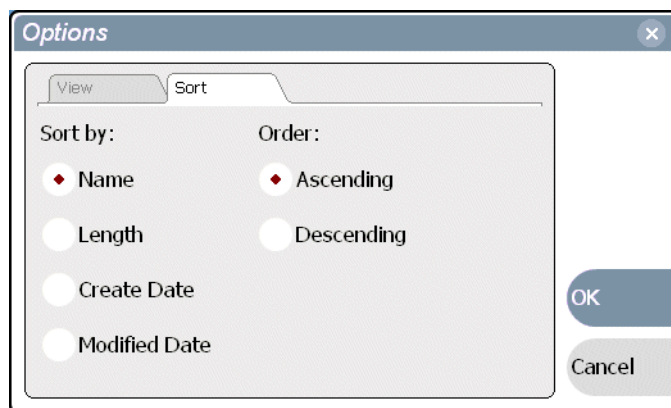 Options
View Sort
Sort by: Order:
Name Ascending
Length Descending
Create Date
Modified Date
OK
Cancel